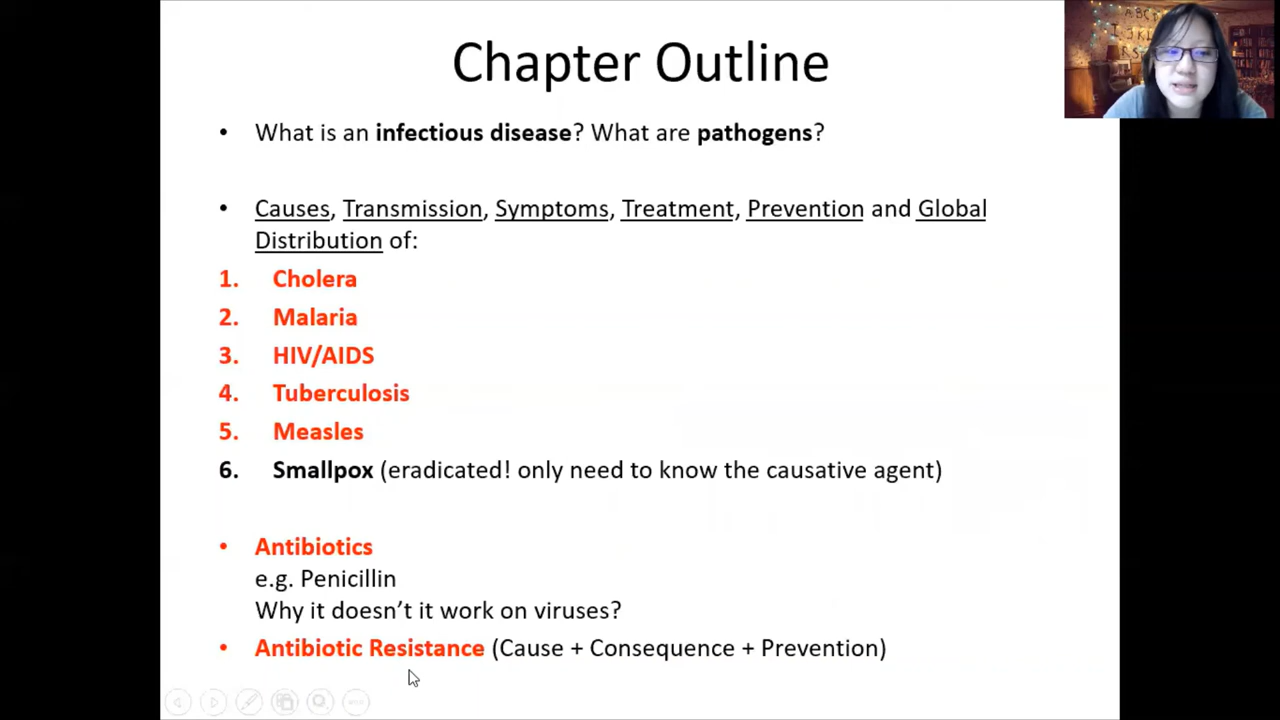 Chapter Outline
• What is an infectious disease? What are pathogens?
• Causes, Transmission, Symptoms, Treatment, Prevention and Global
Distribution of:
1. Cholera
2. Malaria
3. HIV/AIDS
4. Tuberculosis
5. Measles
6. Smallpox (eradicated! only need to know the causative agent)
• Antibiotics
e.g. Penicillin
Why it doesn't it work on viruses?
• Antibiotic Resistance (Cause + Consequence + Prevention)